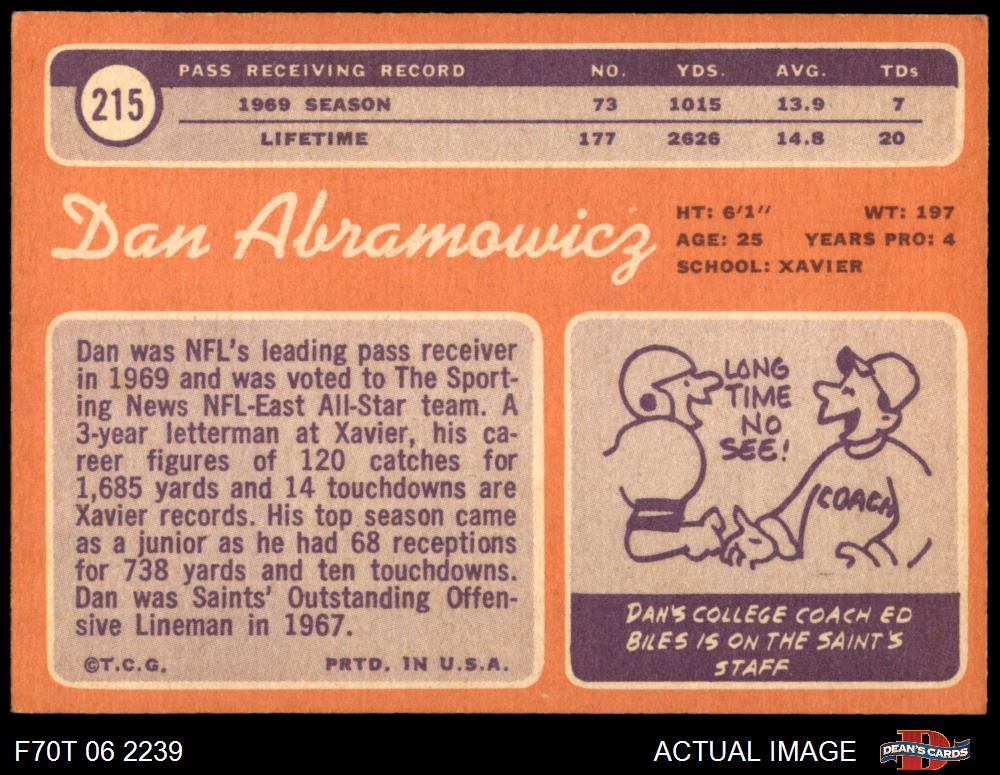 215
PASS RECEIVING RECORD NO. YDS. AVG. TDs
1969 SEASON 73 1015 13.9 7
LIFETIME 177 2626 14.8 20
Dan Abramowicz
HT: 6'1" WT: 197
AGE: 25 YEARS PRO: 4
SCHOOL: XAVIER
Dan was NFL's leading pass receiver
in 1969 and was voted to The Sport-
ing News NFL-East All-Star team. A
3-year letterman at Xavier, his ca-
reer figures of 120 catches for
1,685 yards and 14 touchdowns are
Xavier records. His top season came
as a junior as he had 68 receptions
for 738 yards and ten touchdowns.
Dan was Saints' Outstanding Offen-
sive Lineman in 1967.
©T.C.G. PRTD. IN U.S.A.
LONG
TIME
NO
SEE!
COACH
DAN'S COLLEGE COACH ED
BILES IS ON THE SAINT'S
STAFF
F70T 06 2239 ACTUAL IMAGE DEAN'S CARDS